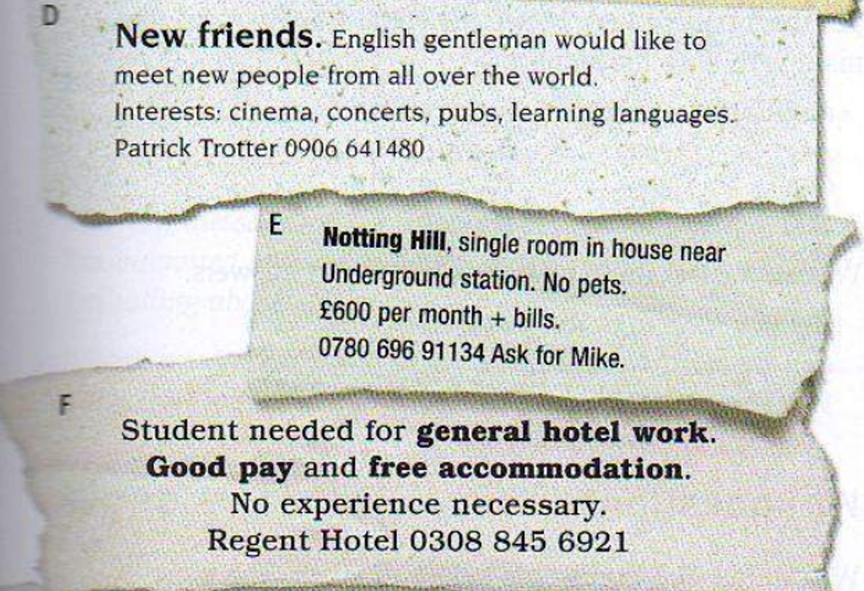 D
New friends. English gentleman would like to
meet new people from all over the world.
Interests: cinema, concerts, pubs, learning languages.
Patrick Trotter 0906 641480
E
Notting Hill, single room in house near
Underground station. No pets.
£600 per month + bills.
0780 696 91134 Ask for Mike.
F
Student needed for general hotel work.
Good pay and free accommodation.
No experience necessary.
Regent Hotel 0308 845 6921